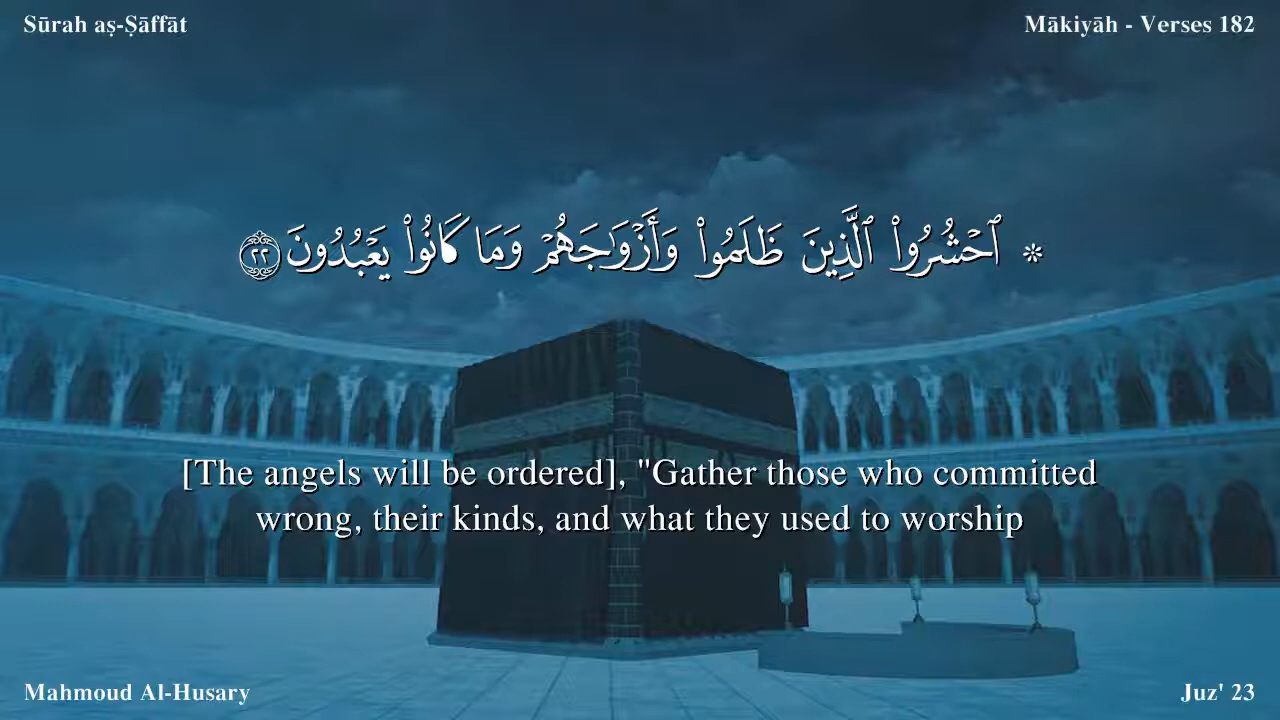 Sūrah aṣ-Ṣāffāt
Mākiyāh - Verses 182
۞ ٱحْشُرُوا۟ ٱلَّذِينَ ظَلَمُوا۟ وَأَزْوَٰجَهُمْ وَمَا كَانُوا۟ يَعْبُدُونَ ٢٢
[The angels will be ordered], "Gather those who committed
wrong, their kinds, and what they used to worship
Mahmoud Al-Husary
Juz' 23